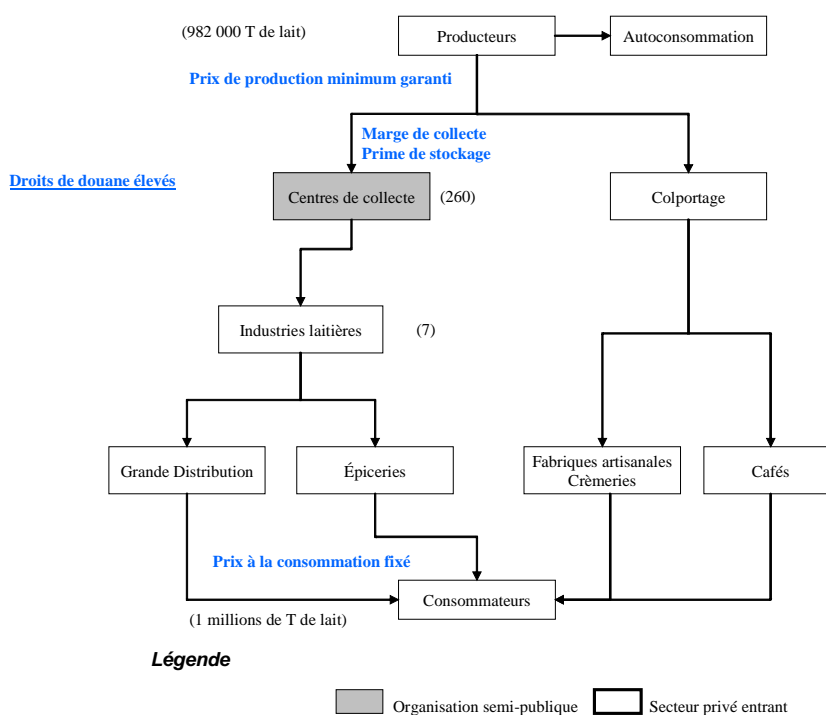 (982 000 T de lait)
Producteurs
Autoconsommation
Prix de production minimum garanti
Marge de collecte
Prime de stockage
Droits de douane élevés
Centres de collecte
(260)
Colportage
Industries laitières
(7)
Grande Distribution
Épiceries
Fabriques artisanales
Crèmeries
Cafés
Prix à la consommation fixé
Consommateurs
(1 millions de T de lait)
Légende
Organisation semi-publique
Secteur privé entrant